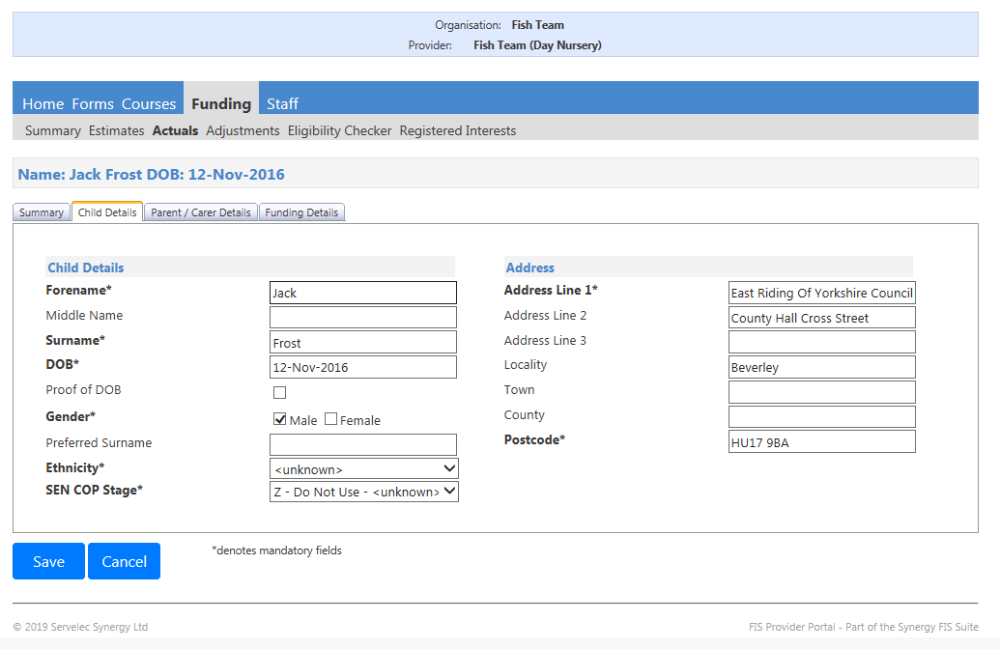 Organisation: Fish Team
Provider: Fish Team (Day Nursery)
Home Forms Courses Funding Staff
Summary Estimates Actuals Adjustments Eligibility Checker Registered Interests
Name: Jack Frost DOB: 12-Nov-2016
Summary Child Details Parent / Carer Details Funding Details
Child Details
Forename* Jack
Middle Name
Surname* Frost
DOB* 12-Nov-2016
Proof of DOB
Gender* Male Female
Preferred Surname
Ethnicity* <unknown>
SEN COP Stage* Z - Do Not Use - <unknown>
Address
Address Line 1* East Riding Of Yorkshire Council
Address Line 2 County Hall Cross Street
Address Line 3
Locality Beverley
Town
County
Postcode* HU17 9BA
Save Cancel *denotes mandatory fields
© 2019 Servelec Synergy Ltd FIS Provider Portal - Part of the Synergy FIS Suite